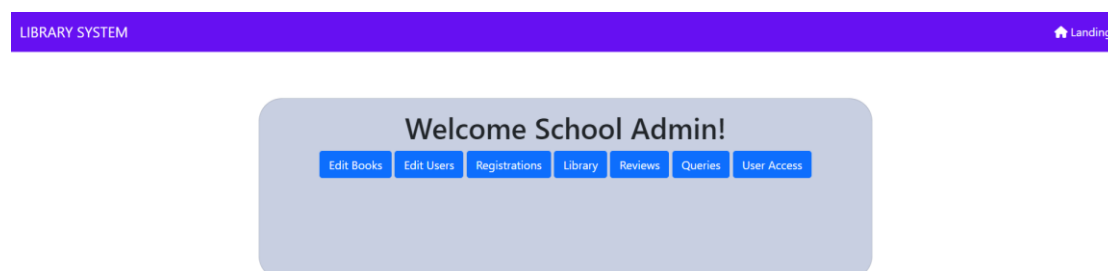 LIBRARY SYSTEM Landing
Welcome School Admin!
Edit Books Edit Users Registrations Library Reviews Queries User Access